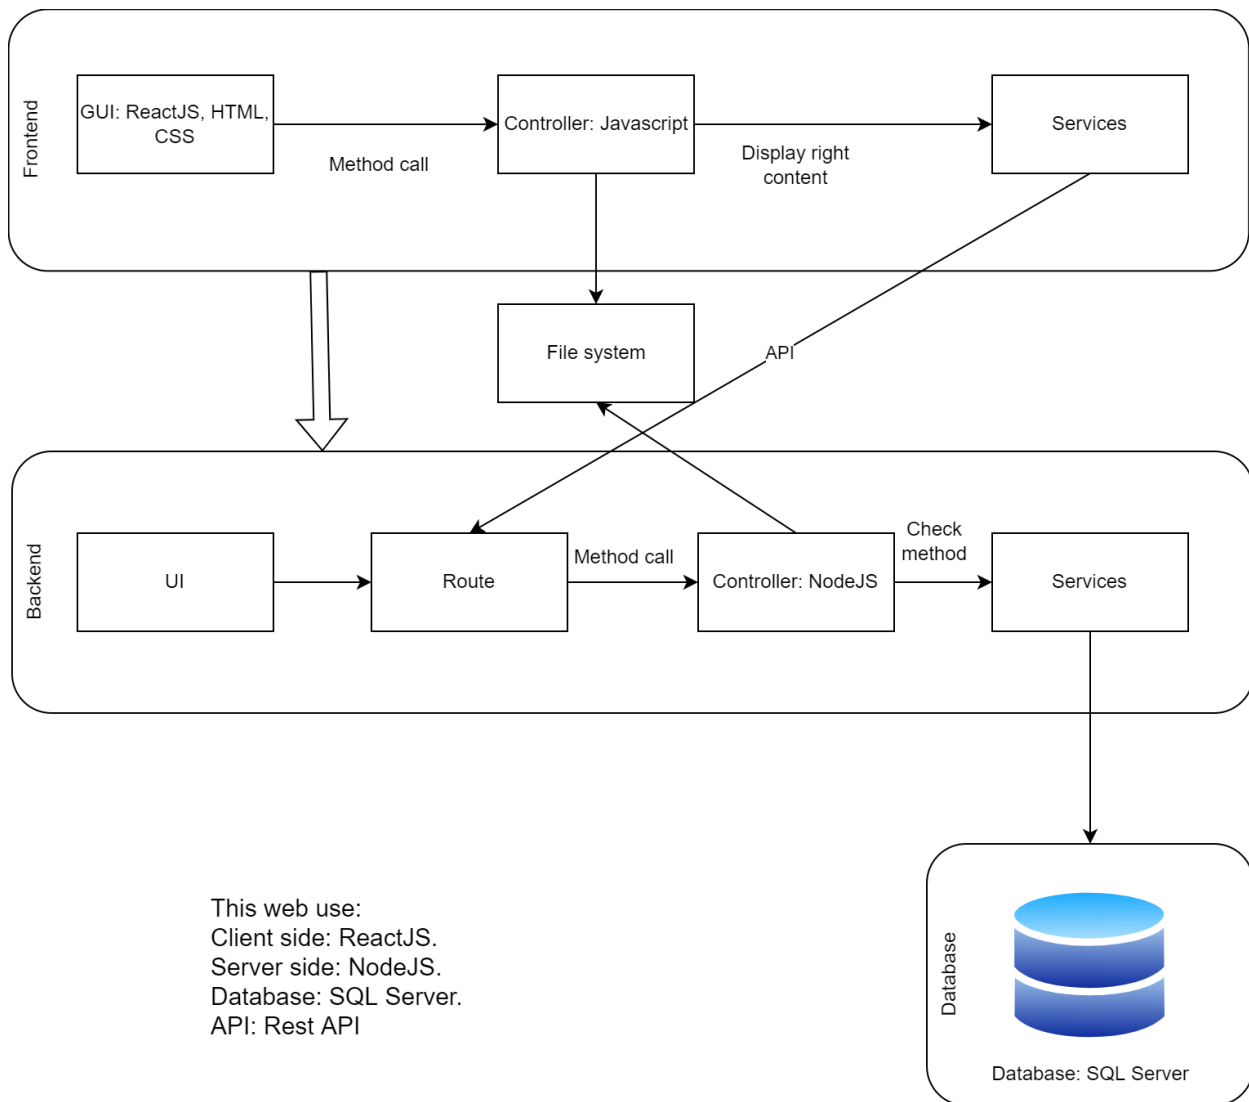 Frontend
GUI: ReactJS, HTML,
CSS
Method call
Controller: Javascript
Display right
content
Services
File system
API
Backend
UI
Route
Method call
Controller: NodeJS
Check
method
Services
This web use:
Client side: ReactJS.
Server side: NodeJS.
Database: SQL Server.
API: Rest API
Database
Database: SQL Server